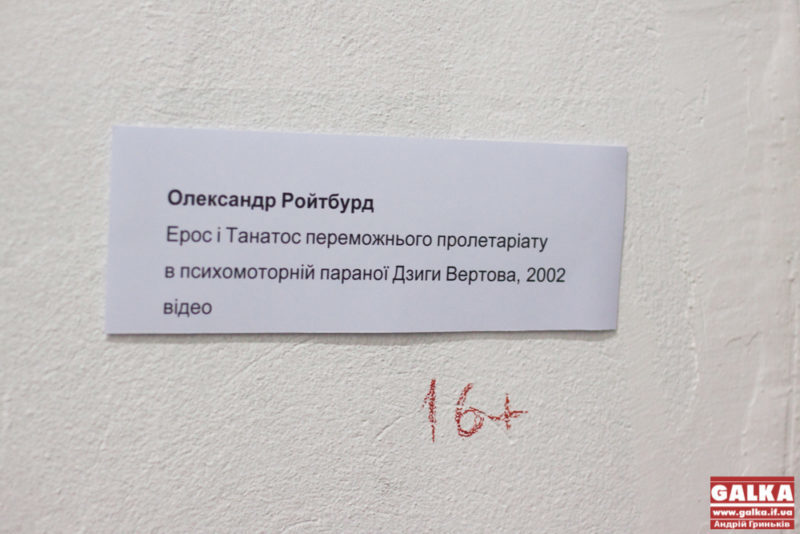 Олександр Ройтбурд
Ерос і Танатос переможнього пролетаріату
в психомоторній параної Дзиги Вертова, 2002
відео
16+
GALKA
www.galka.if.ua
Андрій Гриньків